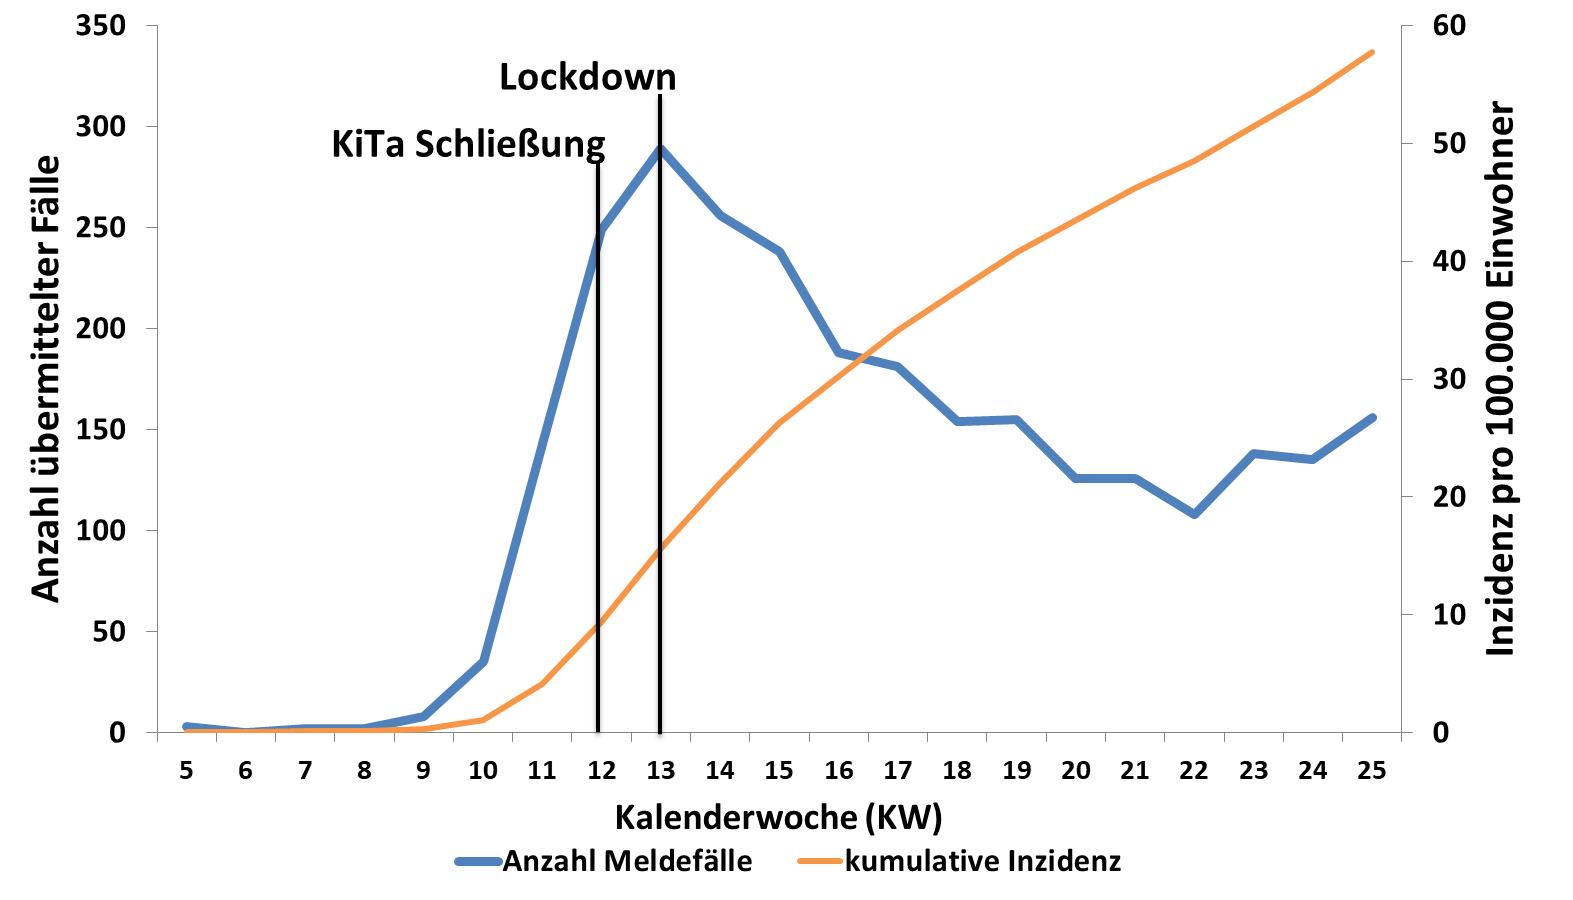 350
300
250
200
150
100
50
0
Anzahl übermittelter Fälle
Lockdown
KiTa Schließung
60
50
40
30
20
10
0
Inzidenz pro 100.000 Einwohner
5 6 7 8 9 10 11 12 13 14 15 16 17 18 19 20 21 22 23 24 25
Kalenderwoche (KW)
Anzahl Meldefälle kumulative Inzidenz